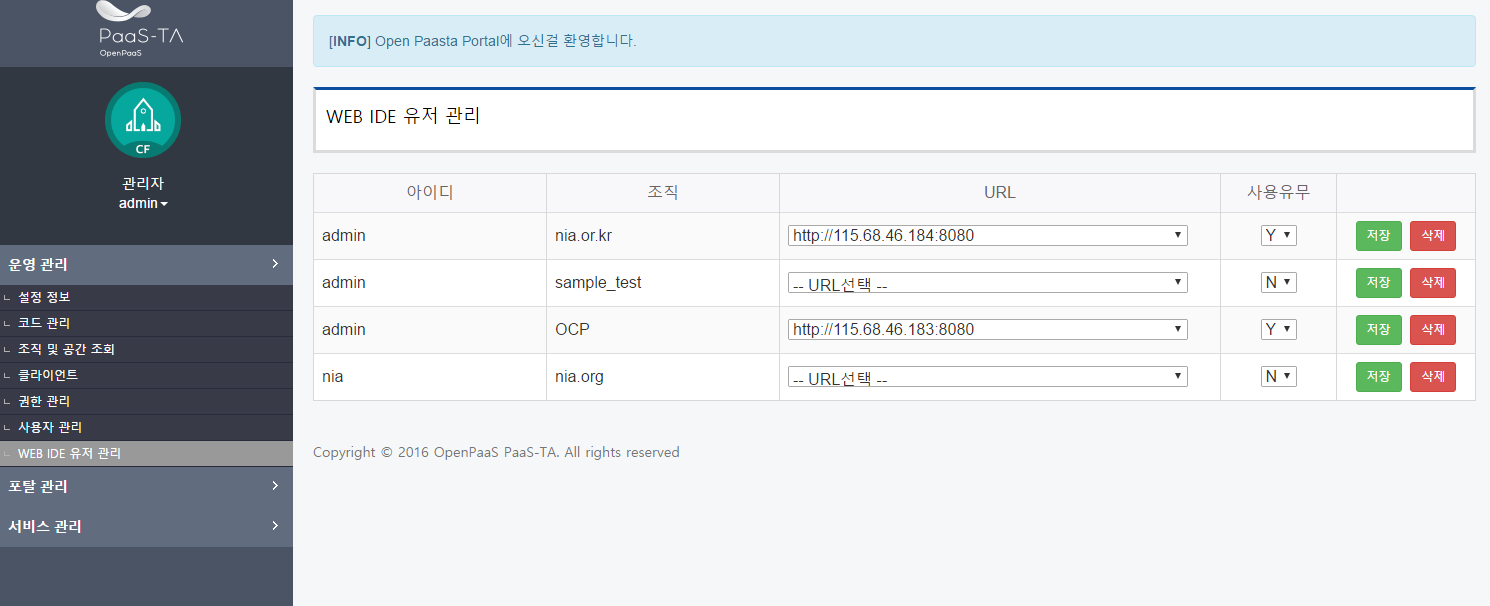 PaaS-TA
OpenPaaS
CF
관리자
admin
운영 관리
설정 정보
코드 관리
조직 및 공간 조회
클라이언트
권한 관리
사용자 관리
WEB IDE 유저 관리
포탈 관리
서비스 관리
[INFO] Open Paasta Portal에 오신걸 환영합니다.
WEB IDE 유저 관리
아이디 조직 URL 사용유무
admin nia.or.kr http://115.68.46.184:8080 Y 저장 삭제
admin sample_test -- URL선택 -- N 저장 삭제
admin OCP http://115.68.46.183:8080 Y 저장 삭제
nia nia.org -- URL선택 -- N 저장 삭제
Copyright © 2016 OpenPaaS PaaS-TA. All rights reserved